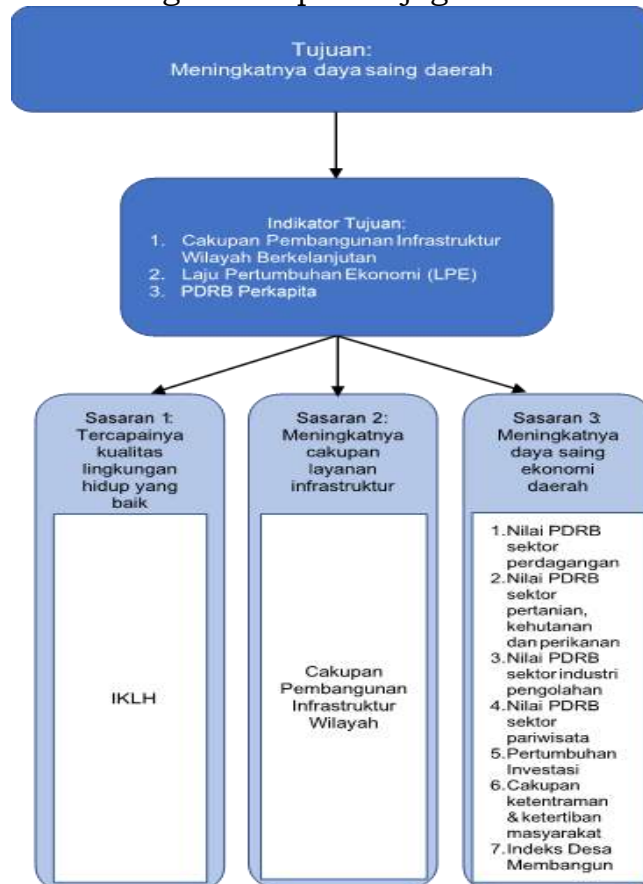 Tujuan:
Meningkatnya daya saing daerah
Indikator Tujuan:
1. Cakupan Pembangunan Infrastruktur
Wilayah Berkelanjutan
2. Laju Pertumbuhan Ekonomi (LPE)
3. PDRB Perkapita
Sasaran 1:
Tercapainya
kualitas
lingkungan
hidup yang
baik
IKLH
Sasaran 2:
Meningkatnya
cakupan
layanan
infrastruktur
Cakupan
Pembangunan
Infrastruktur
Wilayah
Sasaran 3:
Meningkatnya
daya saing
ekonomi
daerah
1.Nilai PDRB
sektor
perdagangan
2.Nilai PDRB
sektor
pertanian,
kehutanan
dan perikanan
3.Nilai PDRB
sektor industri
pengolahan
4.Nilai PDRB
sektor
pariwisata
5.Pertumbuhan
Investasi
6.Cakupan
ketentraman
& ketertiban
masyarakat
7.Indeks Desa
Membangun